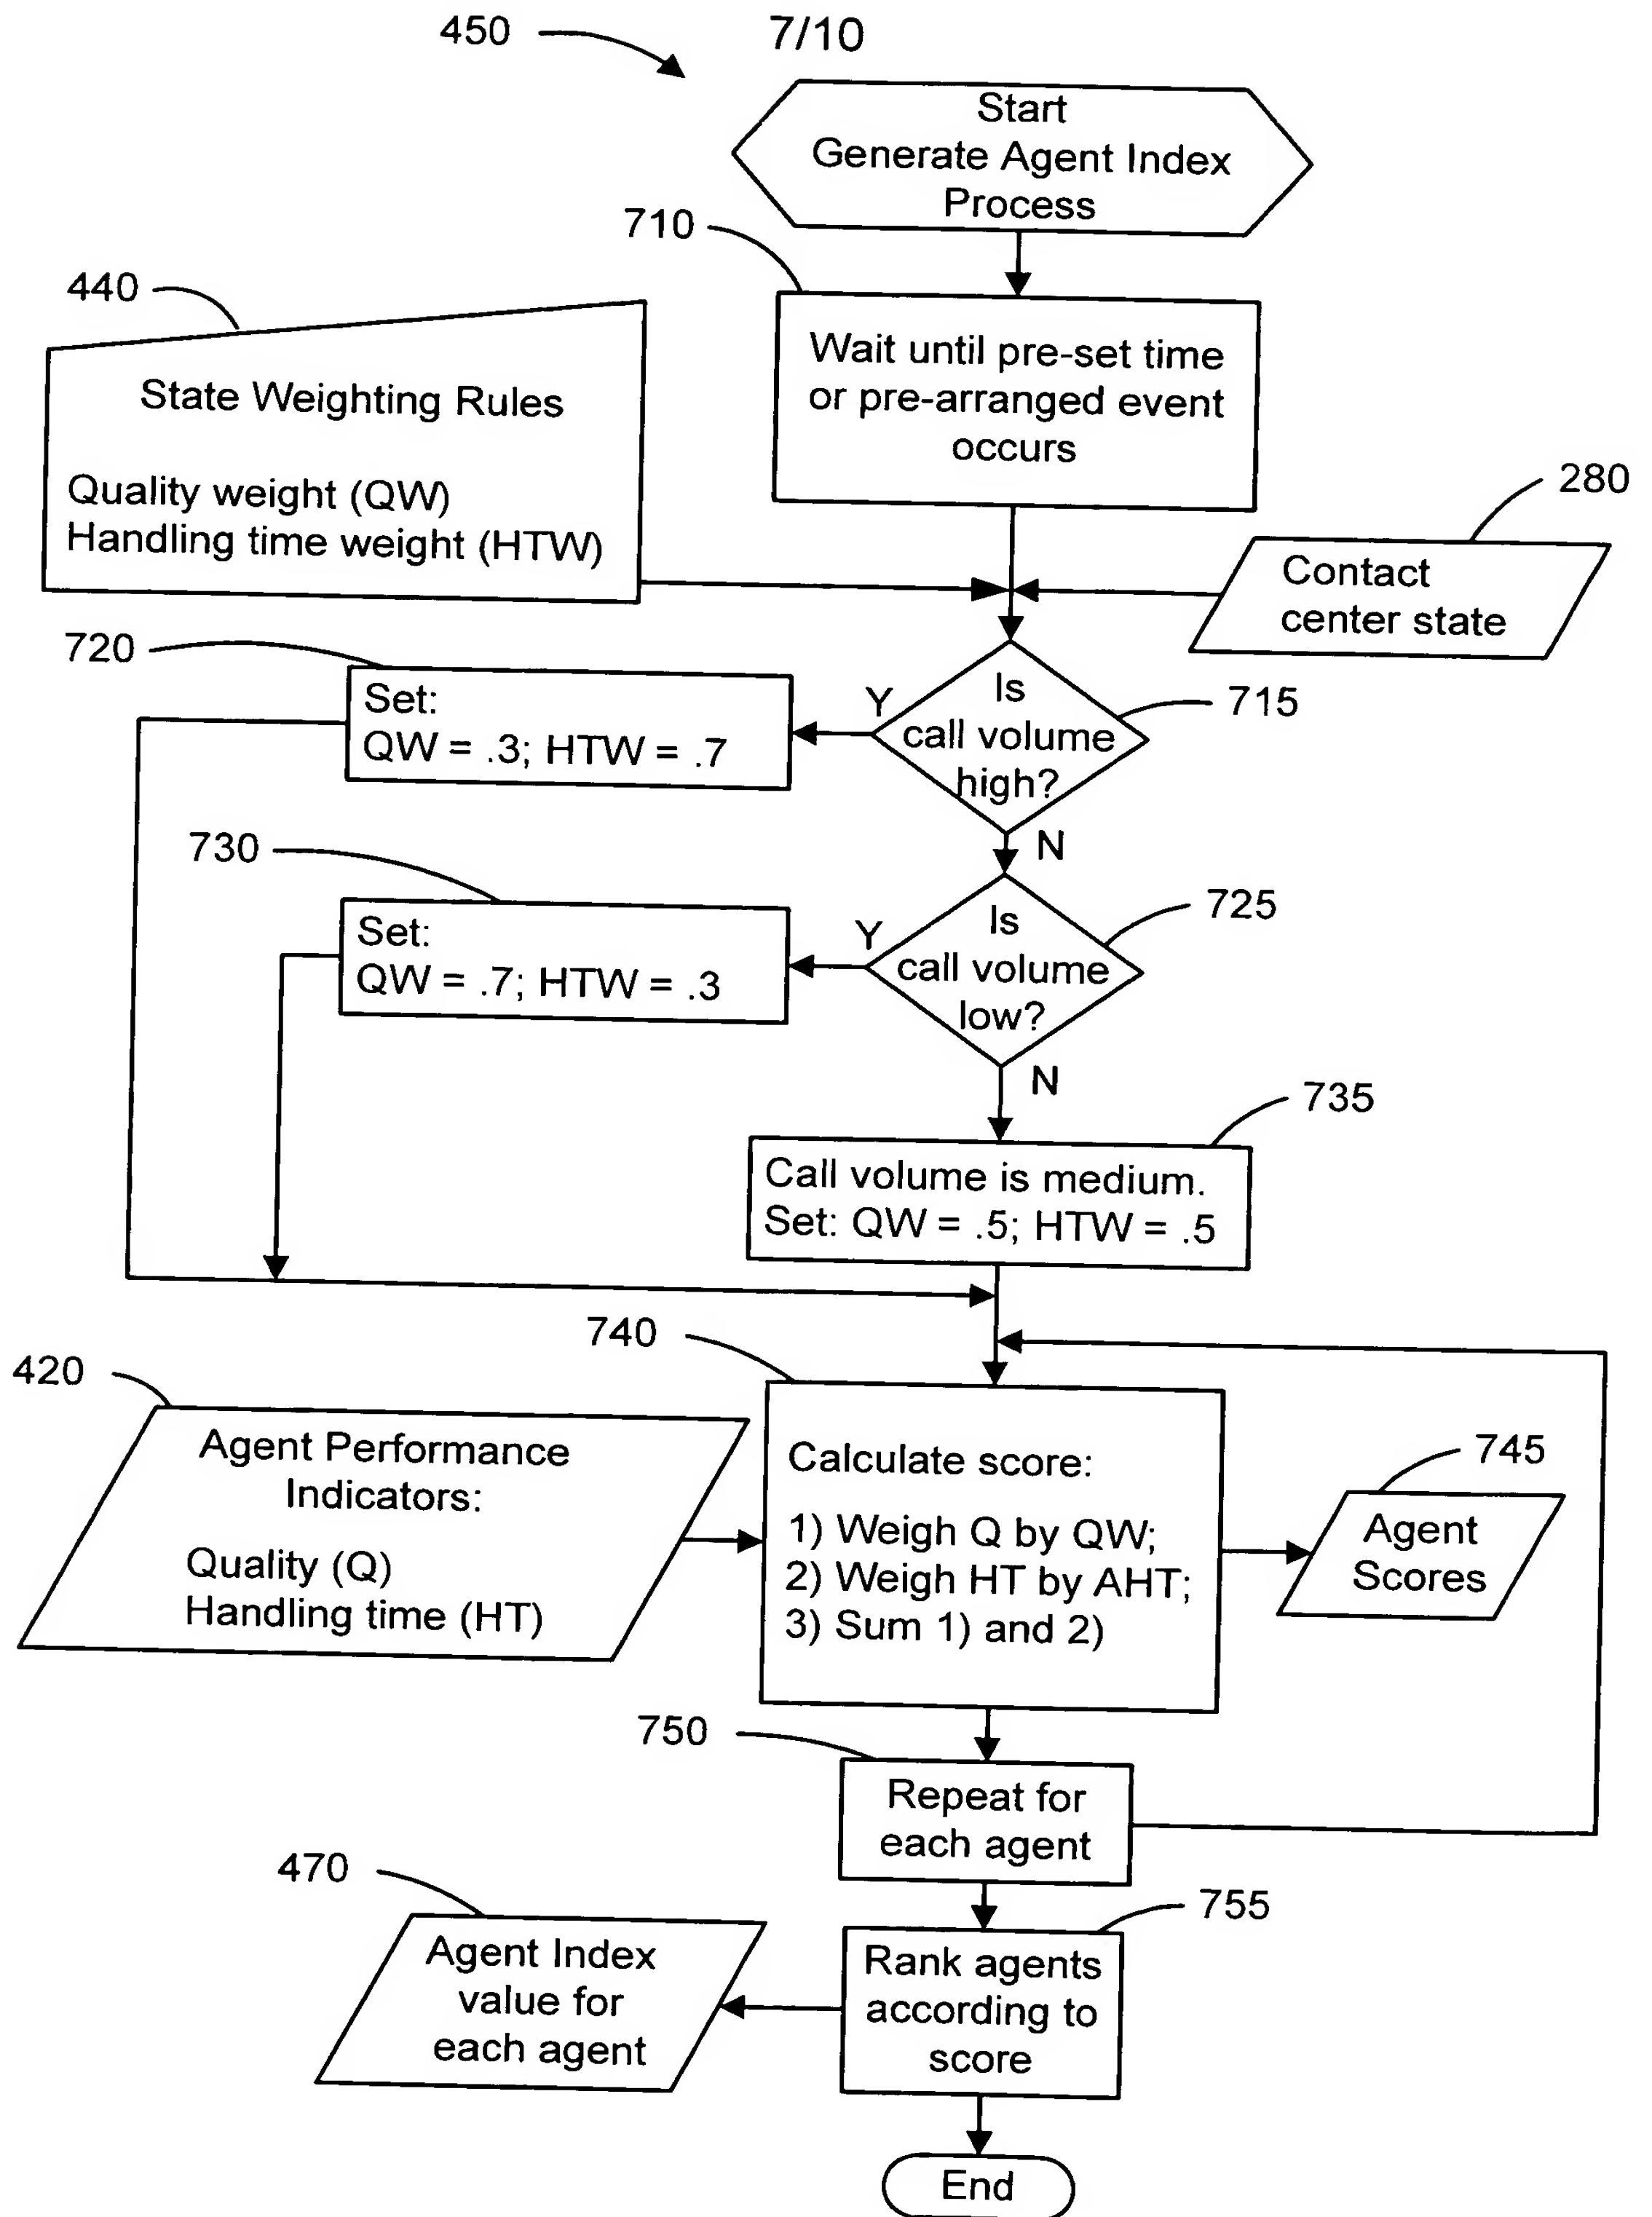 450
7/10
Start
Generate Agent Index
Process
710
440
Wait until pre-set time
or pre-arranged event
occurs
State Weighting Rules
Quality weight (QW)
Handling time weight (HTW)
280
Contact
center state
720
Set:
QW = .3; HTW = .7
Y
Is
call volume
high?
715
N
730
Set:
QW = .7; HTW = .3
Y
Is
call volume
low?
725
N
735
Call volume is medium.
Set: QW = .5; HTW = .5
740
420
Agent Performance
Indicators:
Quality (Q)
Handling time (HT)
Calculate score:
1) Weigh Q by QW;
2) Weigh HT by AHT;
3) Sum 1) and 2)
745
Agent
Scores
750
Repeat for
each agent
470
Agent Index
value for
each agent
755
Rank agents
according to
score
End